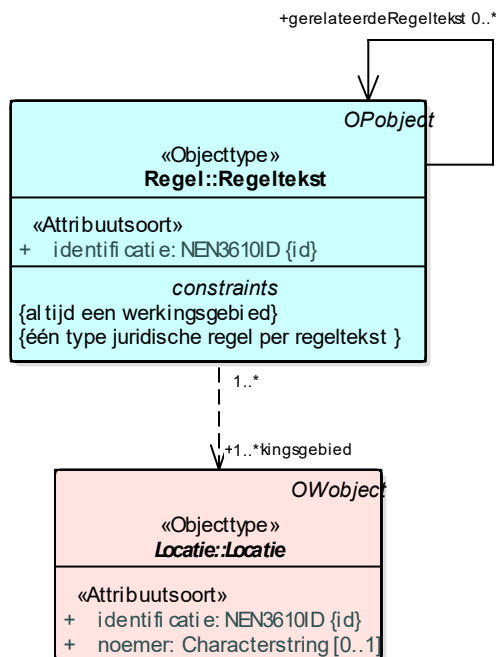 +gerelateerdeRegeltekst 0..*
OPobject
«Objecttype»
Regel::Regeltekst
«Attribuutsoort»
+ identificatie: NEN3610ID {id}
constraints
{altijd een werkingsgebied}
{één type juridische regel per regeltekst }
1..*
+1..*kingsgebied
OWobject
«Objecttype»
Locatie::Locatie
«Attribuutsoort»
+ identificatie: NEN3610ID {id}
+ noemer: Characterstring [0..1]